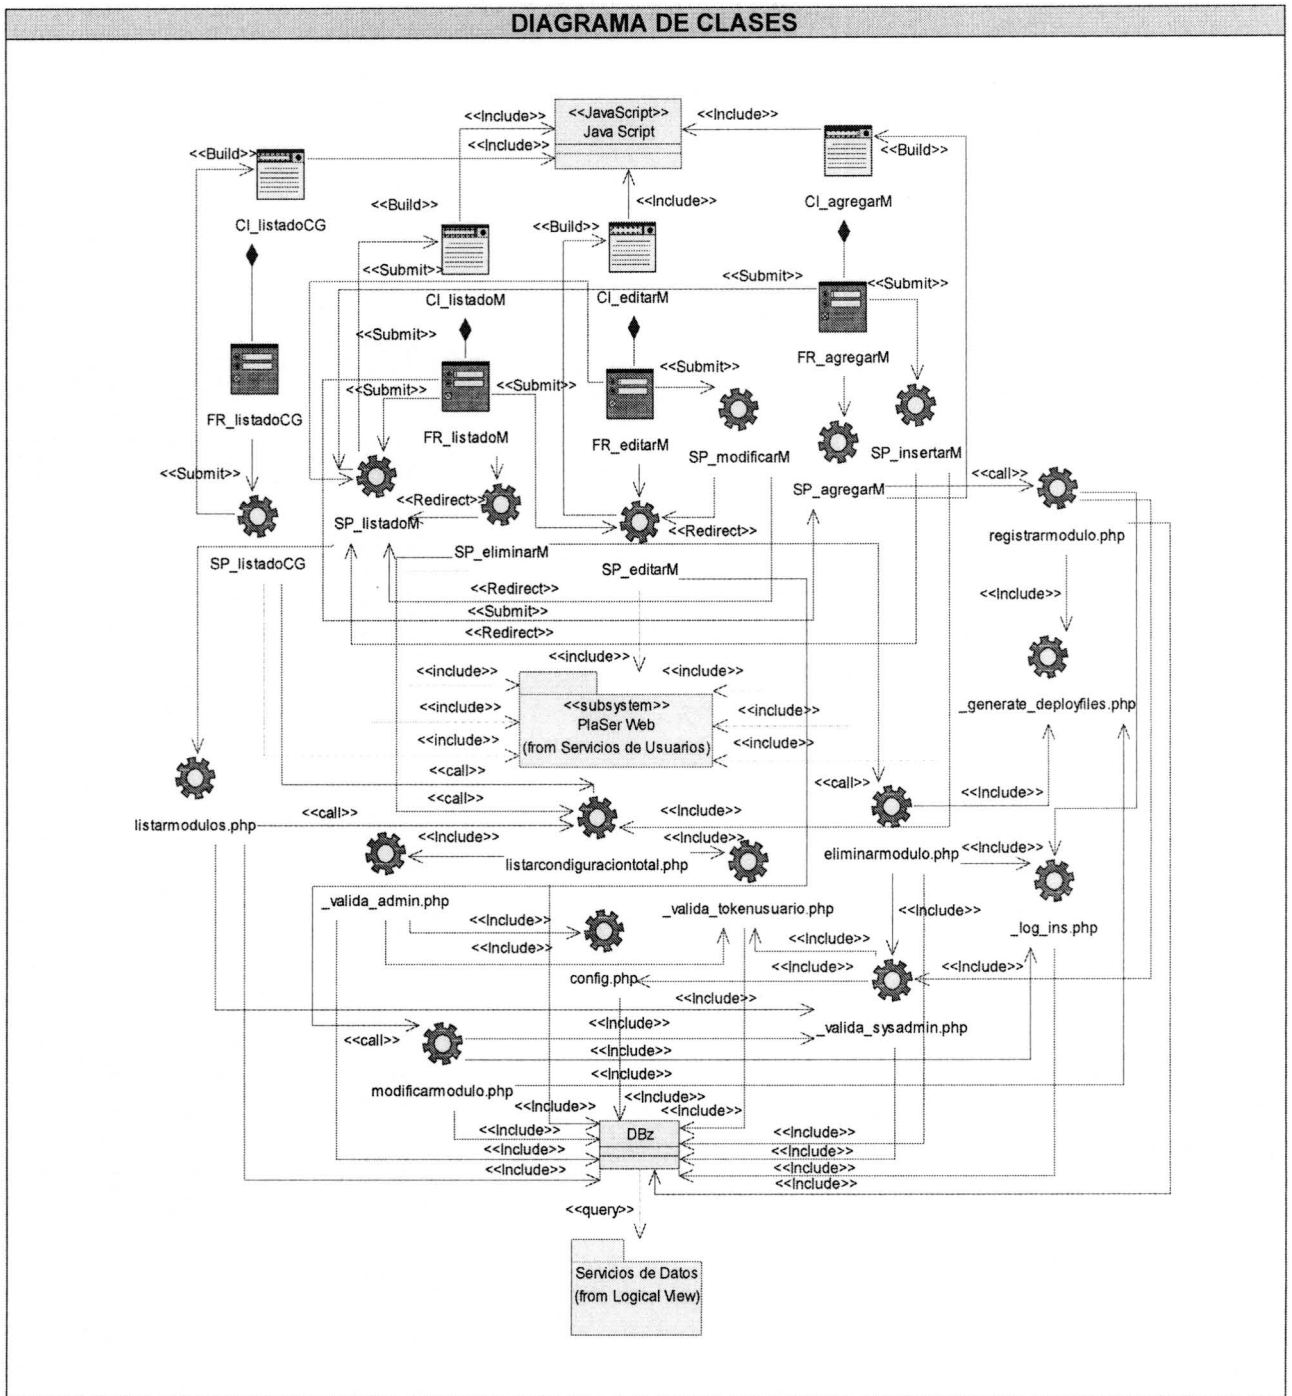 DIAGRAMA DE CLASES
<<Include>>
<<JavaScript>>
Java Script
<<Include>>
<<Include>>
<<Build>>
<<Build>>
CI_listadoCG
<<Build>>
<<Include>>
<<Build>>
CI_agregarM
<<Submit>>
CI_listadoM
CI_editarM
<<Submit>>
<<Submit>>
<<Submit>>
FR_agregarM
<<Submit>>
<<Submit>>
<<Submit>>
FR_listadoCG
FR_listadoM
FR_editarM
SP_modificarM
SP_insertarM
<<Submit>>
<<call>>
<<Redirect>>
SP_agregarM
SP_listadoM
<<Redirect>>
registrarmodulo.php
SP_listadoCG
SP_eliminarM
SP_editarM
<<Redirect>>
<<Submit>>
<<Redirect>>
<<Include>>
<<include>>
<<include>>
<<include>>
<<subsystem>>
PlaSer Web
(from Servicios de Usuarios)
<<include>>
<<include>>
<<include>>
<<include>>
_generate_deployfiles.php
<<call>>
<<call>>
<<call>>
<<Include>>
<<call>>
<<Include>>
listarmodulos.php
<<Include>>
<<Include>>
listarcondiguraciontotal.php
eliminarmodulo.php
<<Include>>
_valida_admin.php
_valida_tokenusuario.php
<<Include>>
<<Include>>
<<Include>>
<<Include>>
_log_ins.php
config.php
<<Include>>
<<Include>>
<<Include>>
<<Include>>
_valida_sysadmin.php
<<call>>
<<Include>>
<<Include>>
modificarmodulo.php
<<Include>>
<<Include>>
<<Include>>
<<Include>>
DBz
<<Include>>
<<Include>>
<<Include>>
<<Include>>
<<Include>>
<<Include>>
<<Include>>
<<query>>
Servicios de Datos
(from Logical View)